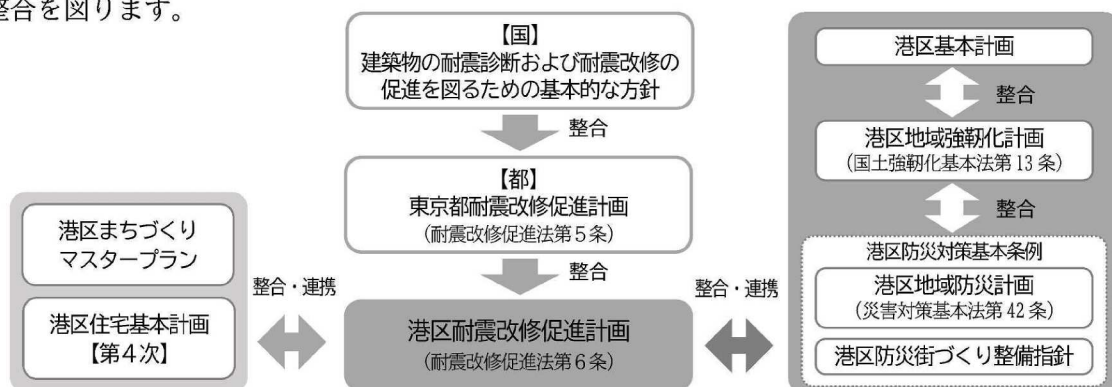 整合を図ります。
【国】
建築物の耐震診断および耐震改修の
促進を図るための基本的な方針
整合
【都】
東京都耐震改修促進計画
(耐震改修促進法第5条)
整合
港区耐震改修促進計画
(耐震改修促進法第6条)
港区まちづくり
マスタープラン
港区住宅基本計画
【第4次】
整合・連携
整合・連携
港区基本計画
整合
港区地域強靭化計画
(国土強靭化基本法第13条)
整合
港区防災対策基本条例
港区地域防災計画
(災害対策基本法第42条)
港区防災街づくり整備指針